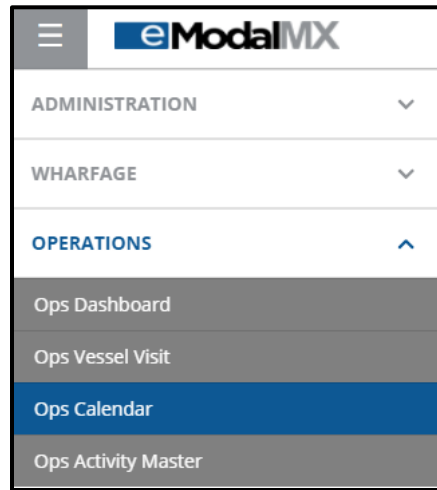 eModalMX
ADMINISTRATION
WHARFAGE
OPERATIONS
Ops Dashboard
Ops Vessel Visit
Ops Calendar
Ops Activity Master